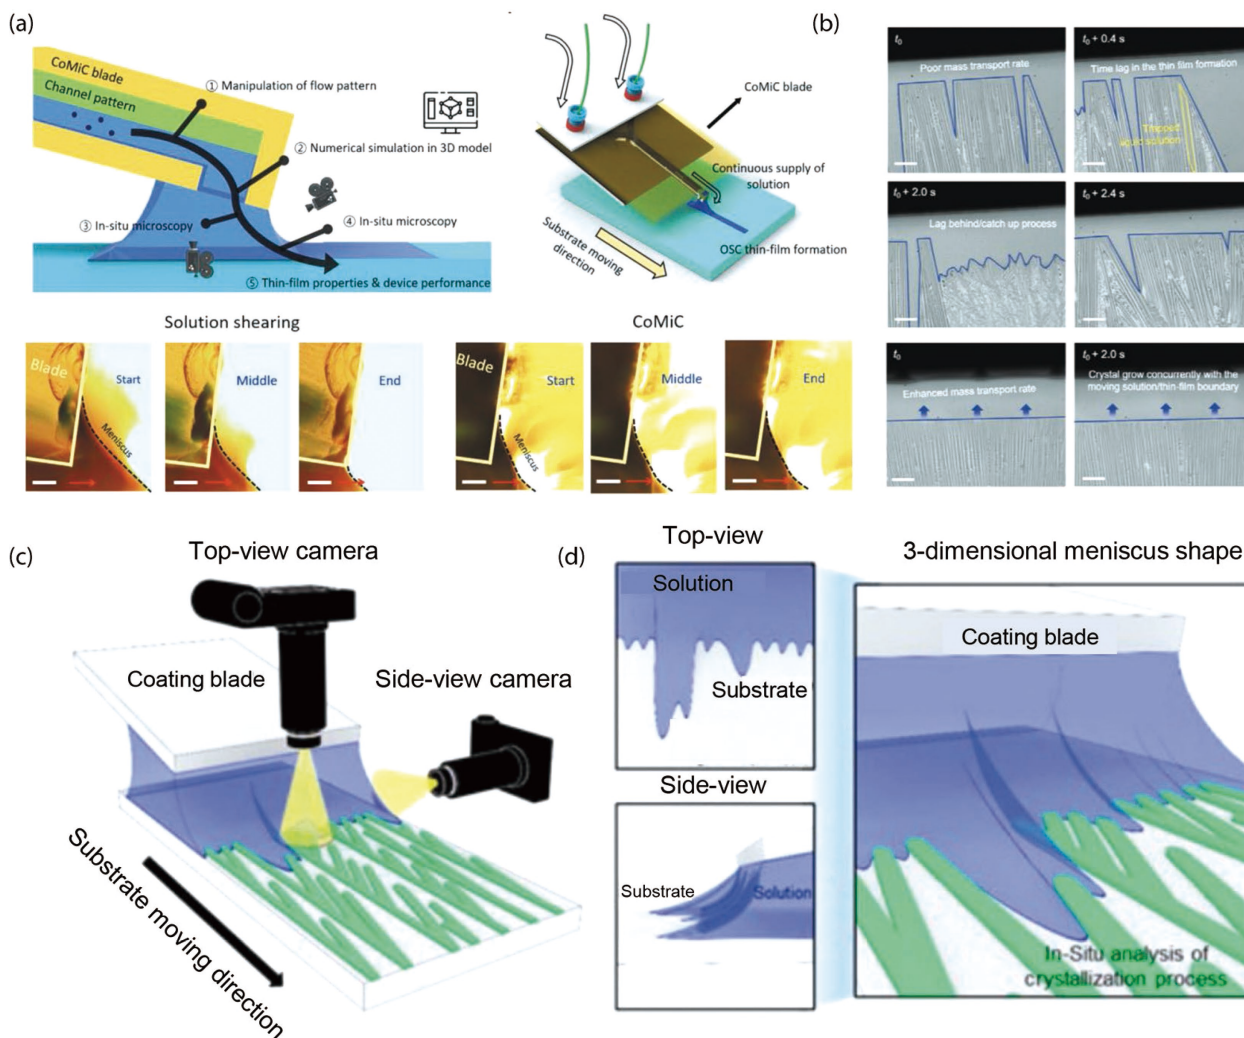 (a)
CoMiC blade
Channel pattern
① Manipulation of flow pattern
② Numerical simulation in 3D model
③ In-situ microscopy
④ In-situ microscopy
⑤ Thin-film properties & device performance
CoMiC blade
Continuous supply of
solution
OSC thin-film formation
Substrate moving
direction
Solution shearing
Blade
Start
Meniscus
Middle
End
CoMiC
Blade
Start
Meniscus
Middle
End
(b)
t₀
Poor mass transport rate
t₀ + 0.4 s
Time lag in the thin film formation
Trapped
liquid solution
t₀ + 2.0 s
Lag behind/catch up process
t₀ + 2.4 s
t₀
Enhanced mass transport rate
t₀ + 2.0 s
Crystal grow concurrently with the
moving solution/thin-film boundary
(c)
Top-view camera
Coating blade
Side-view camera
Substrate moving direction
(d)
Top-view
Solution
Substrate
Side-view
Substrate
Solution
3-dimensional meniscus shape
Coating blade
In-Situ analysis of
crystallization process